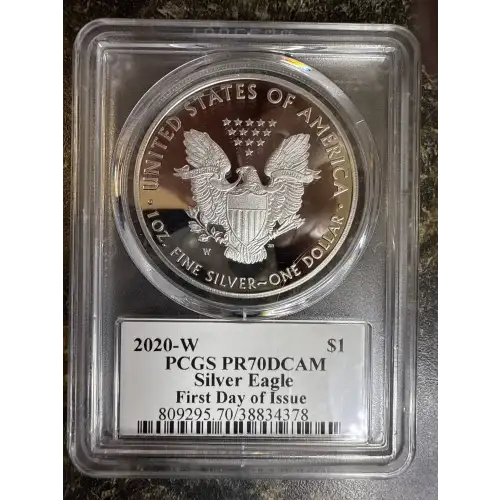 UNITED STATES OF AMERICA
W
1 OZ. FINE SILVER~ONE DOLLAR
2020-W $1
PCGS PR70DCAM
Silver Eagle
First Day of Issue
809295.70/38834378